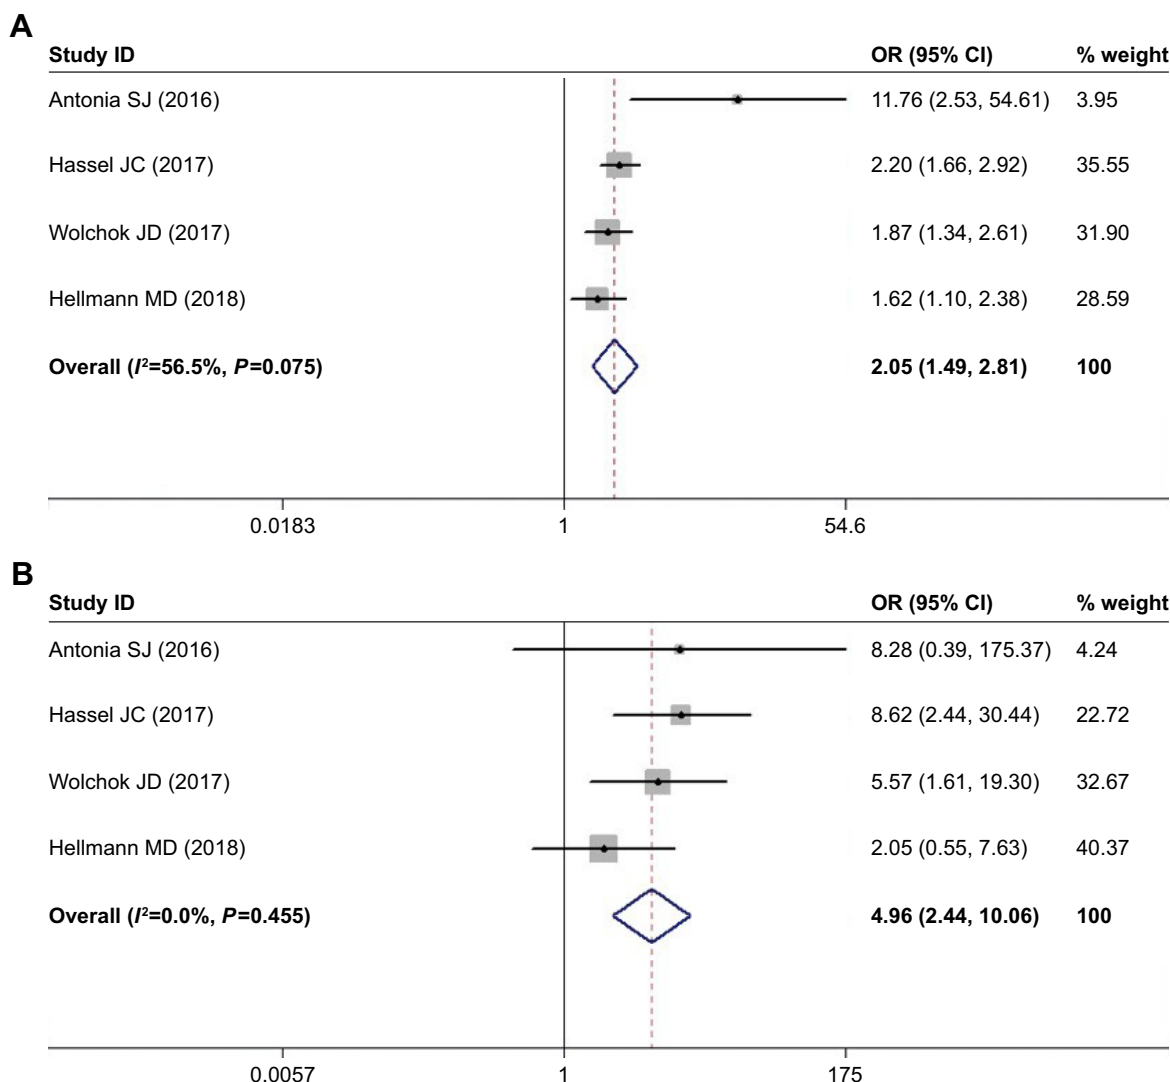 A
Study ID OR (95% CI) % weight
Antonia SJ (2016) 11.76 (2.53, 54.61) 3.95
Hassel JC (2017) 2.20 (1.66, 2.92) 35.55
Wolchok JD (2017) 1.87 (1.34, 2.61) 31.90
Hellmann MD (2018) 1.62 (1.10, 2.38) 28.59
Overall (I²=56.5%, P=0.075) 2.05 (1.49, 2.81) 100
0.0183 1 54.6
B
Study ID OR (95% CI) % weight
Antonia SJ (2016) 8.28 (0.39, 175.37) 4.24
Hassel JC (2017) 8.62 (2.44, 30.44) 22.72
Wolchok JD (2017) 5.57 (1.61, 19.30) 32.67
Hellmann MD (2018) 2.05 (0.55, 7.63) 40.37
Overall (I²=0.0%, P=0.455) 4.96 (2.44, 10.06) 100
0.0057 1 175